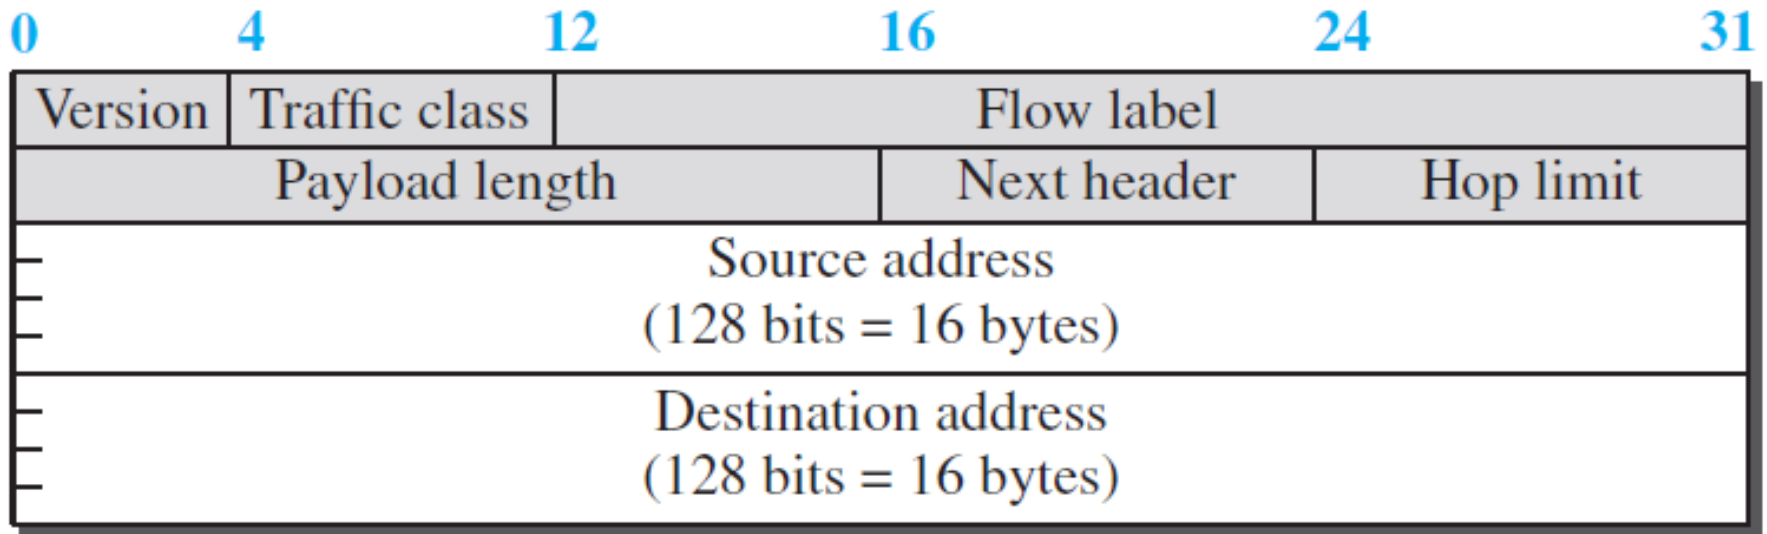 0 4 12 16 24 31
Version Traffic class Flow label
Payload length Next header Hop limit
Source address
(128 bits = 16 bytes)
Destination address
(128 bits = 16 bytes)